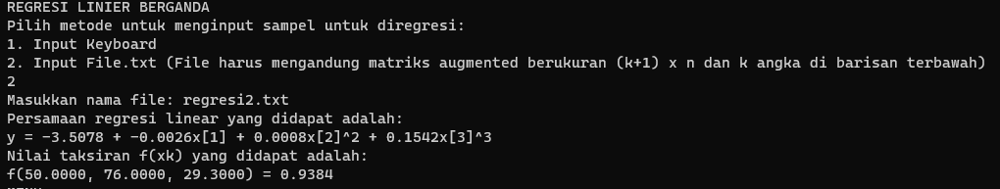 REGRESI LINIER BERGANDA
Pilih metode untuk menginput sampel untuk diregresi:
1. Input Keyboard
2. Input File.txt (File harus mengandung matriks augmented berukuran (k+1) x n dan k angka di barisan terbawah)
2
Masukkan nama file: regresi2.txt
Persamaan regresi linear yang didapat adalah:
y = -3.5078 + -0.0026x[1] + 0.0008x[2]^2 + 0.1542x[3]^3
Nilai taksiran f(xk) yang didapat adalah:
f(50.0000, 76.0000, 29.3000) = 0.9384